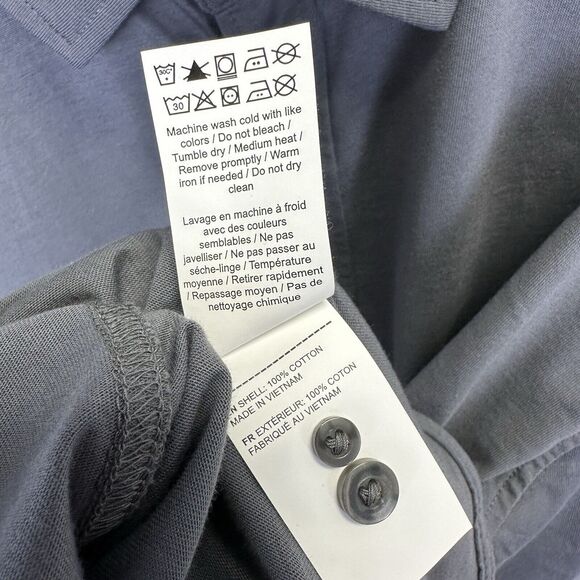 30C°
30
Machine wash cold with like
colors / Do not bleach /
Tumble dry / Medium heat /
Remove promptly / Warm
iron if needed / Do not dry
clean
Lavage en machine à froid
avec des couleurs
semblables / Ne pas
javelliser / Ne pas passer au
séche-linge / Température
moyenne / Retirer rapidement
/ Repassage moyen / Pas de
nettoyage chimique
N SHELL: 100% COTTON
MADE IN VIETNAM
FR EXTÉRIEUR: 100% COTON
FABRIQUÉ AU VIETNAM